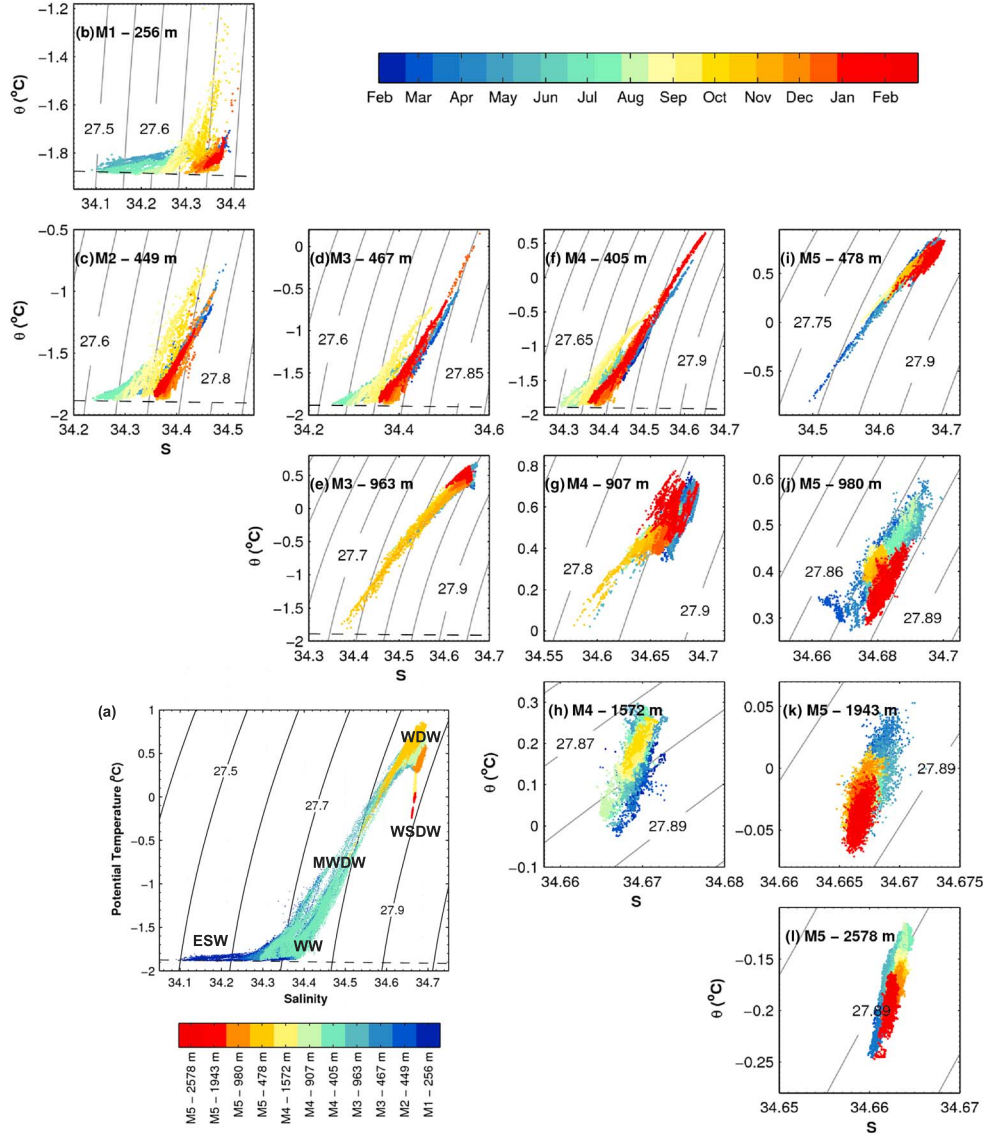 (b) M1 – 256 m
θ (°C)
−1.2
−1.4
−1.6
−1.8
27.5
27.6
34.1
34.2
34.3
34.4
Feb
Mar
Apr
May
Jun
Jul
Aug
Sep
Oct
Nov
Dec
Jan
Feb
(c) M2 – 449 m
θ (°C)
−0.5
−1
−1.5
−2
27.6
27.8
34.2
34.3
34.4
34.5
S
(d) M3 – 467 m
0
−0.5
−1
−1.5
−2
27.6
27.85
34.2
34.4
34.6
(f) M4 – 405 m
0.5
0
−0.5
−1
−1.5
−2
27.65
27.9
34.3
34.4
34.5
34.6
34.7
(i) M5 – 478 m
0.5
0
−0.5
27.75
27.9
34.5
34.6
34.7
(e) M3 – 963 m
θ (°C)
0.5
0
−0.5
−1
−1.5
−2
27.7
27.9
34.3
34.4
34.5
34.6
34.7
S
(g) M4 – 907 m
0.8
0.6
0.4
0.2
0
27.8
27.9
34.55
34.6
34.65
34.7
(j) M5 – 980 m
0.6
0.5
0.4
0.3
27.86
27.89
34.66
34.68
34.7
(a)
Potential Temperature (°C)
1
0.5
0
−0.5
−1
−1.5
−2
27.5
27.7
27.9
WDW
WSDW
MWDW
ESW
WW
34.1
34.2
34.3
34.4
34.5
34.6
34.7
Salinity
(h) M4 – 1572 m
θ (°C)
0.3
0.2
0.1
0
−0.1
27.87
27.89
34.66
34.67
34.68
S
(k) M5 – 1943 m
0.05
0
−0.05
27.89
34.66
34.665
34.67
34.675
(l) M5 – 2578 m
θ (°C)
−0.15
−0.2
−0.25
27.89
34.65
34.66
34.67
S
M5 – 2578 m
M5 – 1943 m
M5 – 980 m
M5 – 478 m
M4 – 1572 m
M4 – 907 m
M4 – 405 m
M3 – 963 m
M3 – 467 m
M2 – 449 m
M1 – 256 m